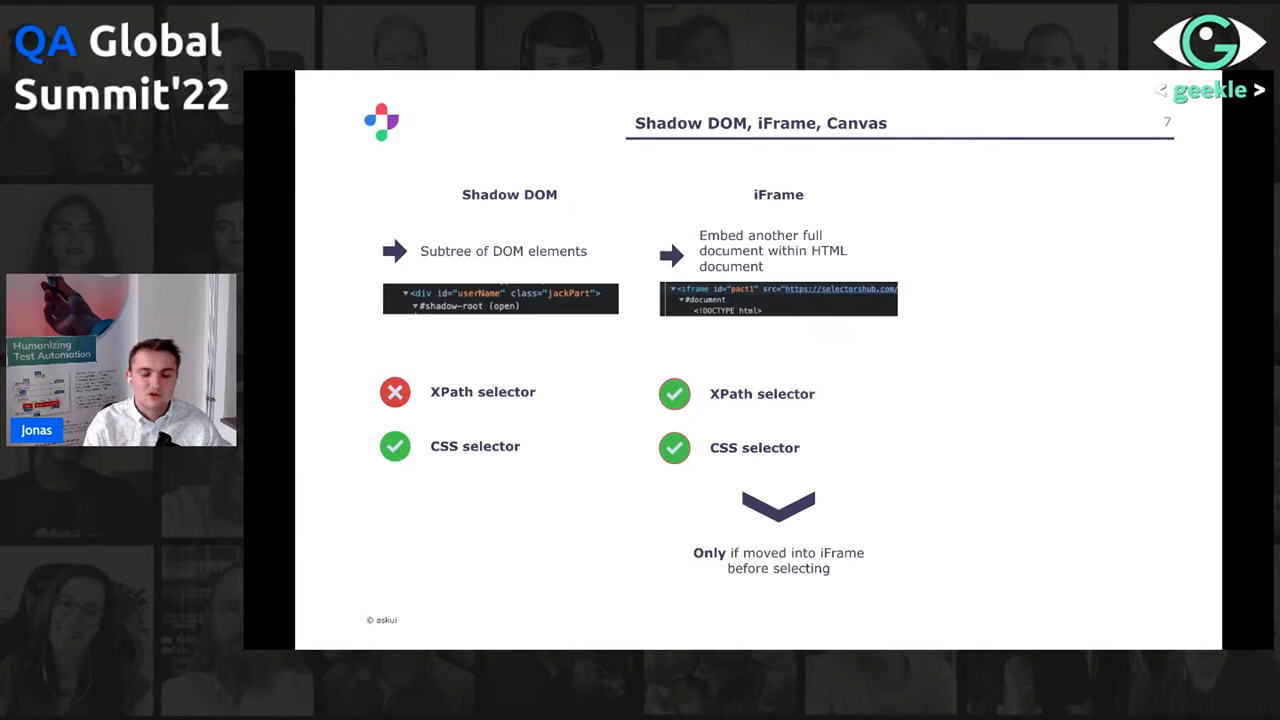 QA Global
Summit'22
< geekle >
Shadow DOM, iFrame, Canvas
7
Shadow DOM
iFrame
Subtree of DOM elements
Embed another full
document within HTML
document
▼<div id="userName" class="jackPart">
▼#shadow-root (open)
▼<iframe id="pact1" src="https://selectorshub.com/
▼#document
<!DOCTYPE html>
Humanizing
Test Automation
Jonas
XPath selector
XPath selector
CSS selector
CSS selector
Only if moved into iFrame
before selecting
© askui